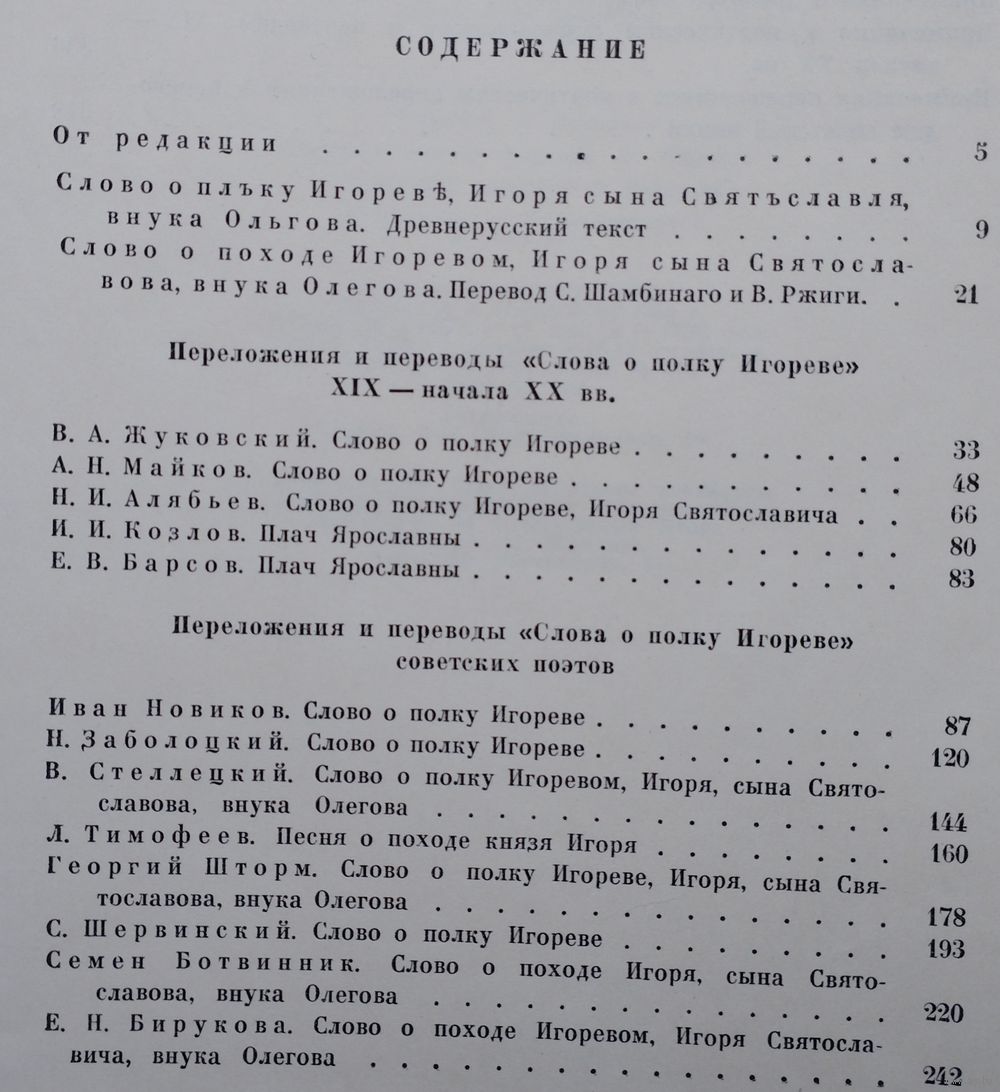 СОДЕРЖАНИЕ
От редакции . . . . . . . . . . . . . . . . . . . 5
Слово о плъку Игоревѣ, Игоря сына Святъславля,
внука Ольгова. Древнерусский текст . . . . . . . . 9
Слово о походе Игоревом, Игоря сына Святосла-
вова, внука Олегова. Перевод С. Шамбинаго и В. Ржиги. . 21
Переложения и переводы «Слова о полку Игореве»
XIX — начала XX вв.
В. А. Жуковский. Слово о полку Игореве . . . . . . . . . 33
А. Н. Майков. Слово о полку Игореве . . . . . . . . . . . 48
Н. И. Алябьев. Слово о полку Игореве, Игоря Святославича . . 66
И. И. Козлов. Плач Ярославны . . . . . . . . . . . . . . 80
Е. В. Барсов. Плач Ярославны . . . . . . . . . . . . . . 83
Переложения и переводы «Слова о полку Игореве»
советских поэтов
Иван Новиков. Слово о полку Игореве . . . . . . . . . . 87
Н. Заболоцкий. Слово о полку Игореве . . . . . . . . . . 120
В. Стеллецкий. Слово о полку Игоревом, Игоря, сына Свято-
славова, внука Олегова . . . . . . . . . . . . . . . 144
Л. Тимофеев. Песня о походе князя Игоря . . . . . . . . 160
Георгий Шторм. Слово о полку Игореве, Игоря, сына Свя-
тославова, внука Олегова . . . . . . . . . . . . . . . 178
С. Шервинский. Слово о полку Игореве . . . . . . . . . 193
Семен Ботвинник. Слово о походе Игоря, сына Свято-
славова, внука Олегова . . . . . . . . . . . . . . . 220
Е. Н. Бирукова. Слово о походе Игоревом, Игоря Святосла-
вича, внука Олегова . . . . . . . . . . . . . . . . . 242